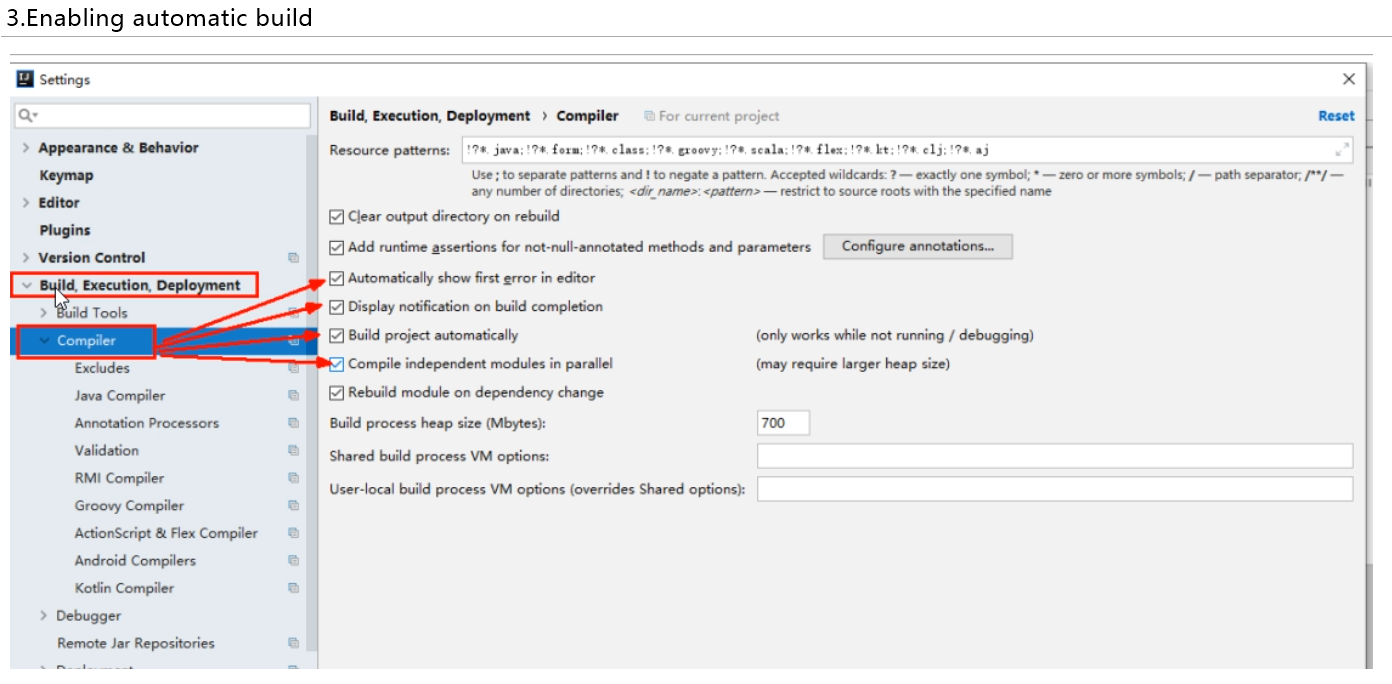 3.Enabling automatic build
Settings
Build, Execution, Deployment › Compiler For current project Reset
Appearance & Behavior
Keymap
Editor
Plugins
Version Control
Build, Execution, Deployment
Build Tools
Compiler
Excludes
Java Compiler
Annotation Processors
Validation
RMI Compiler
Groovy Compiler
ActionScript & Flex Compiler
Android Compilers
Kotlin Compiler
Debugger
Remote Jar Repositories
Deployment
Resource patterns: !?*.java;!?*.form;!?*.class;!?*.groovy;!?*.scala;!?*.flex;!?*.kt;!?*.clj;!?*.aj
Use ; to separate patterns and ! to negate a pattern. Accepted wildcards: ? — exactly one symbol; * — zero or more symbols; / — path separator; /**/ —
any number of directories; <dir_name>:<pattern> — restrict to source roots with the specified name
Clear output directory on rebuild
Add runtime assertions for not-null-annotated methods and parameters Configure annotations...
Automatically show first error in editor
Display notification on build completion
Build project automatically (only works while not running / debugging)
Compile independent modules in parallel (may require larger heap size)
Rebuild module on dependency change
Build process heap size (Mbytes): 700
Shared build process VM options:
User-local build process VM options (overrides Shared options):